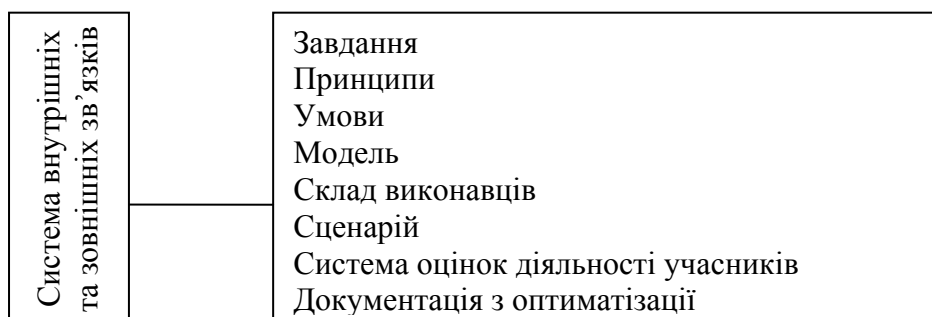 Система внутрішніх
та зовнішніх зв’язків
Завдання
Принципи
Умови
Модель
Склад виконавців
Сценарій
Система оцінок діяльності учасників
Документація з оптиматізації